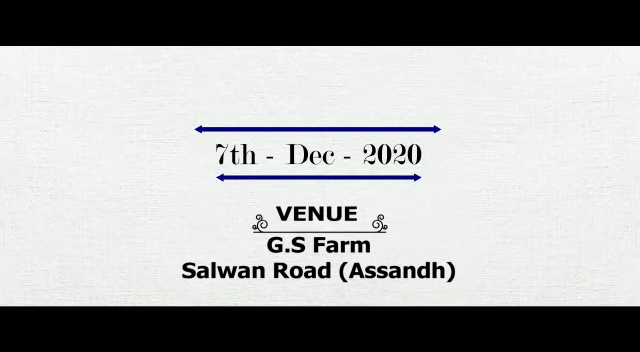 7th - Dec - 2020
VENUE
G.S Farm
Salwan Road (Assandh)